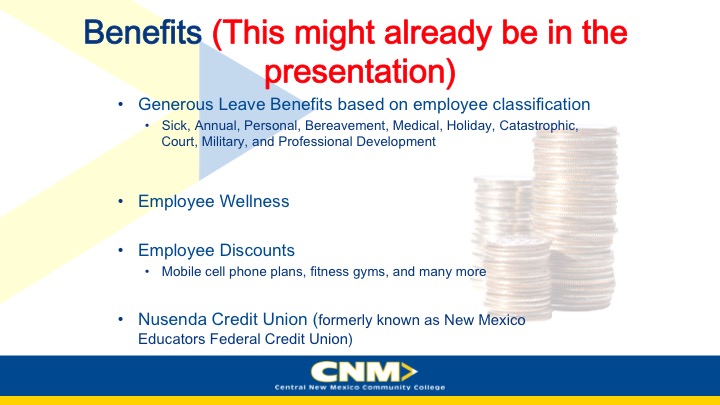 Benefits (This might already be in the
presentation)
• Generous Leave Benefits based on employee classification
• Sick, Annual, Personal, Bereavement, Medical, Holiday, Catastrophic,
Court, Military, and Professional Development
• Employee Wellness
• Employee Discounts
• Mobile cell phone plans, fitness gyms, and many more
• Nusenda Credit Union (formerly known as New Mexico
Educators Federal Credit Union)
CNM
Central New Mexico Community College